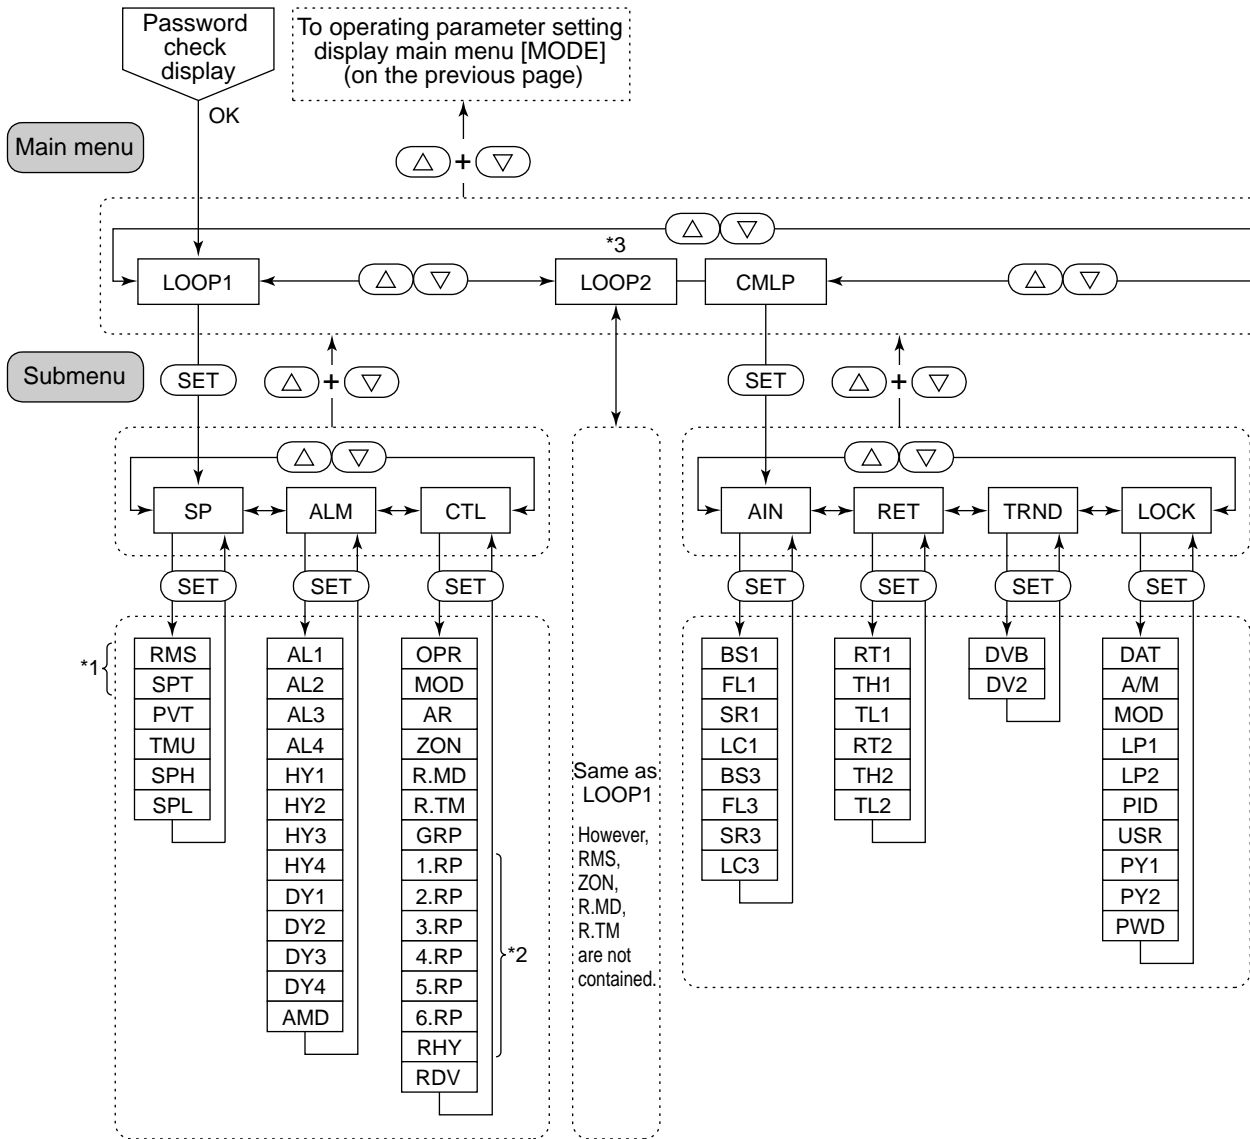 Password
check
display
To operating parameter setting
display main menu [MODE]
(on the previous page)
OK
Main menu
+
*3
LOOP1
LOOP2
CMLP
Submenu
SET
+
SET
+
SP
ALM
CTL
AIN
RET
TRND
LOCK
SET
SET
SET
SET
SET
SET
SET
*1
RMS
SPT
PVT
TMU
SPH
SPL
AL1
AL2
AL3
AL4
HY1
HY2
HY3
HY4
DY1
DY2
DY3
DY4
AMD
OPR
MOD
AR
ZON
R.MD
R.TM
GRP
1.RP
2.RP
3.RP
4.RP
5.RP
6.RP
RHY
RDV
*2
Same as
LOOP1
However,
RMS,
ZON,
R.MD,
R.TM
are not
contained.
BS1
FL1
SR1
LC1
BS3
FL3
SR3
LC3
RT1
TH1
TL1
RT2
TH2
TL2
DVB
DV2
DAT
A/M
MOD
LP1
LP2
PID
USR
PY1
PY2
PWD